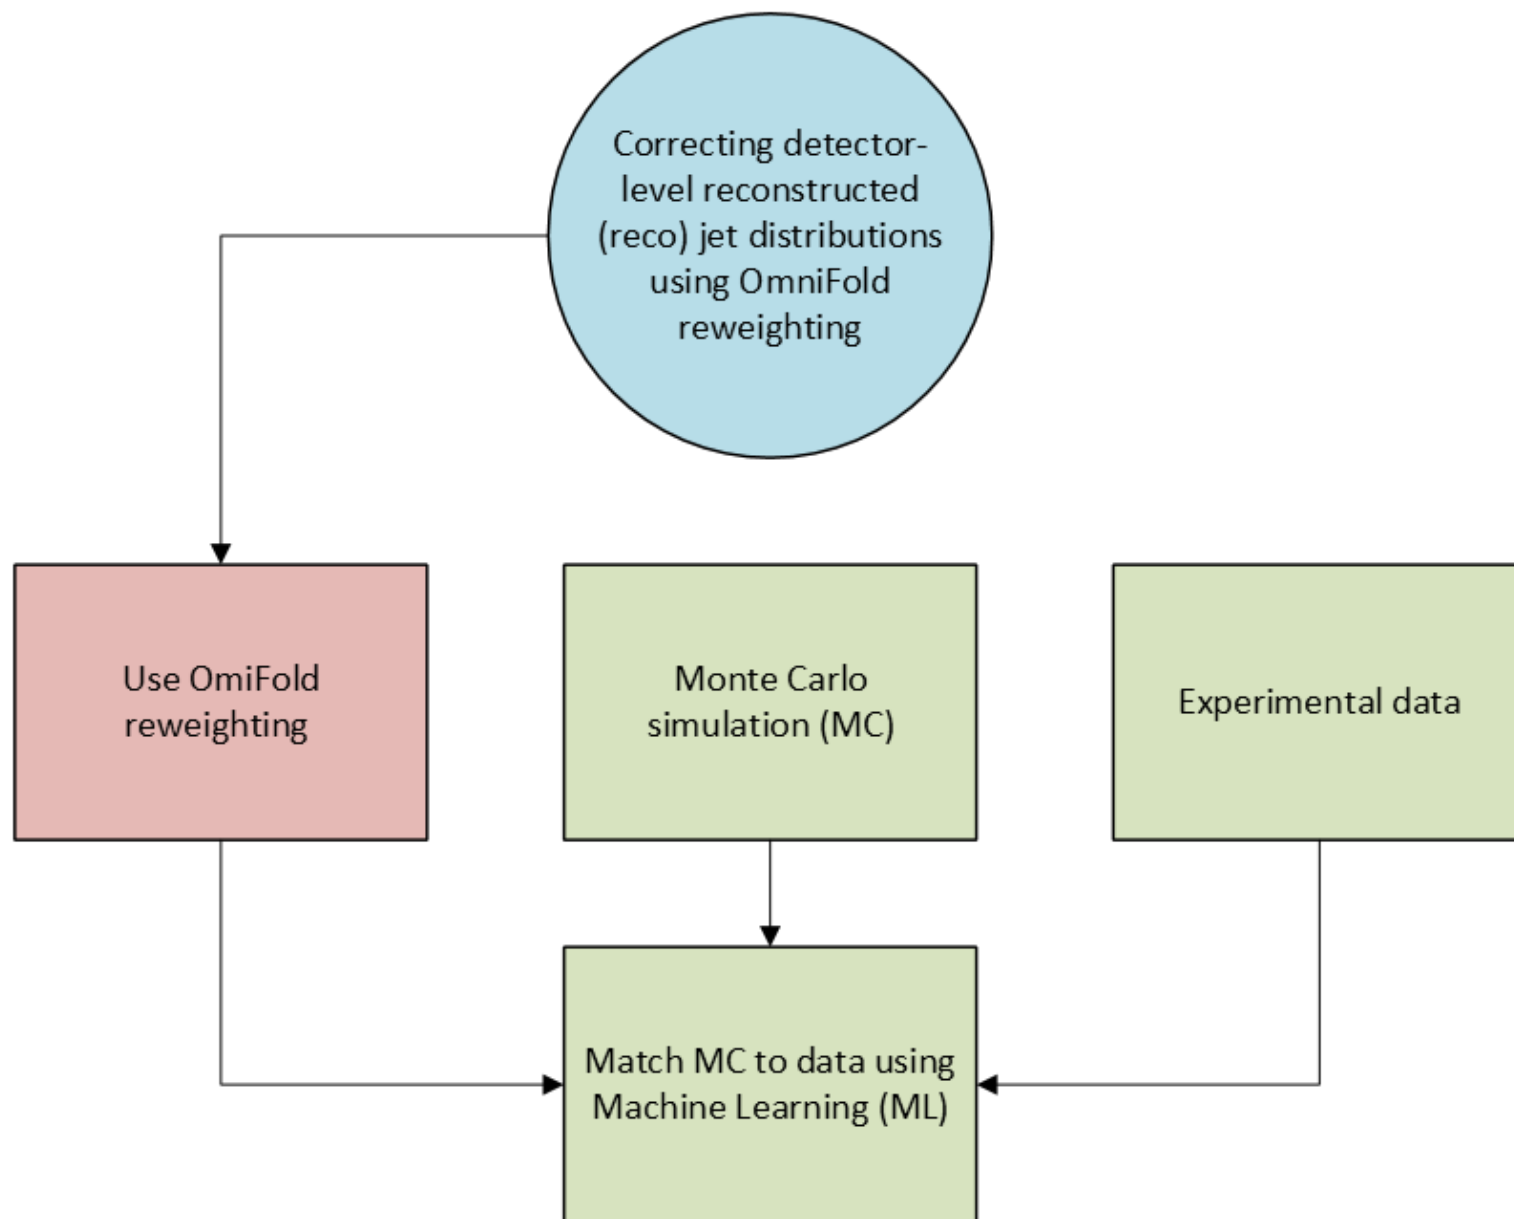 Correcting detector-
level reconstructed
(reco) jet distributions
using OmniFold
reweighting
Use OmiFold
reweighting
Monte Carlo
simulation (MC)
Experimental data
Match MC to data using
Machine Learning (ML)